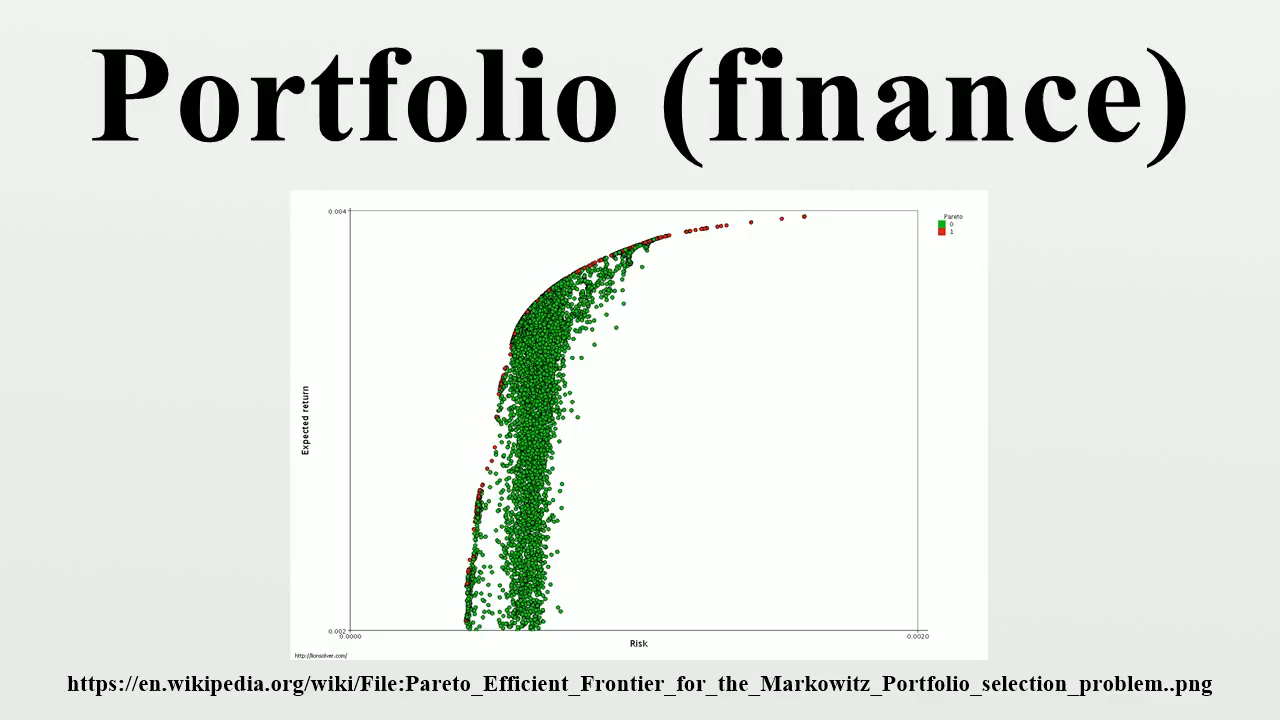 Portfolio (finance)
0.004
Pareto
0
1
Expected return
0.002
0.0000
Risk
0.0020
http://lionsolver.com/
https://en.wikipedia.org/wiki/File:Pareto_Efficient_Frontier_for_the_Markowitz_Portfolio_selection_problem..png